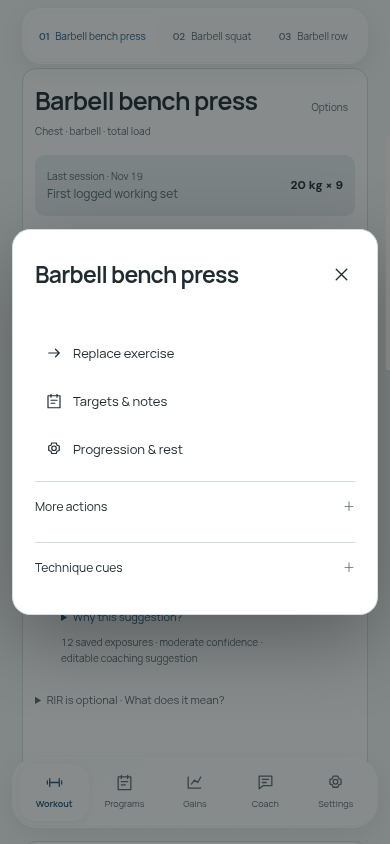 01 Barbell bench press
02 Barbell squat
03 Barbell row
Barbell bench press
Options
Chest · barbell · total load
Last session · Nov 19
First logged working set
20 kg × 9
Barbell bench press
Replace exercise
Targets & notes
Progression & rest
More actions
Technique cues
Why this suggestion?
12 saved exposures · moderate confidence ·
editable coaching suggestion
RIR is optional · What does it mean?
Workout
Programs
Gains
Coach
Settings